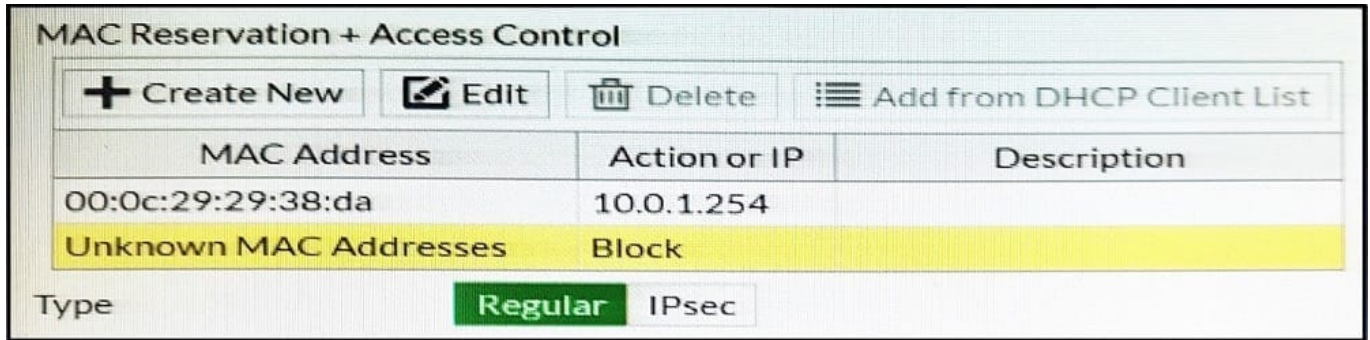 MAC Reservation + Access Control
Create New Edit Delete Add from DHCP Client List
MAC Address Action or IP Description
00:0c:29:29:38:da 10.0.1.254
Unknown MAC Addresses Block
Type Regular IPsec